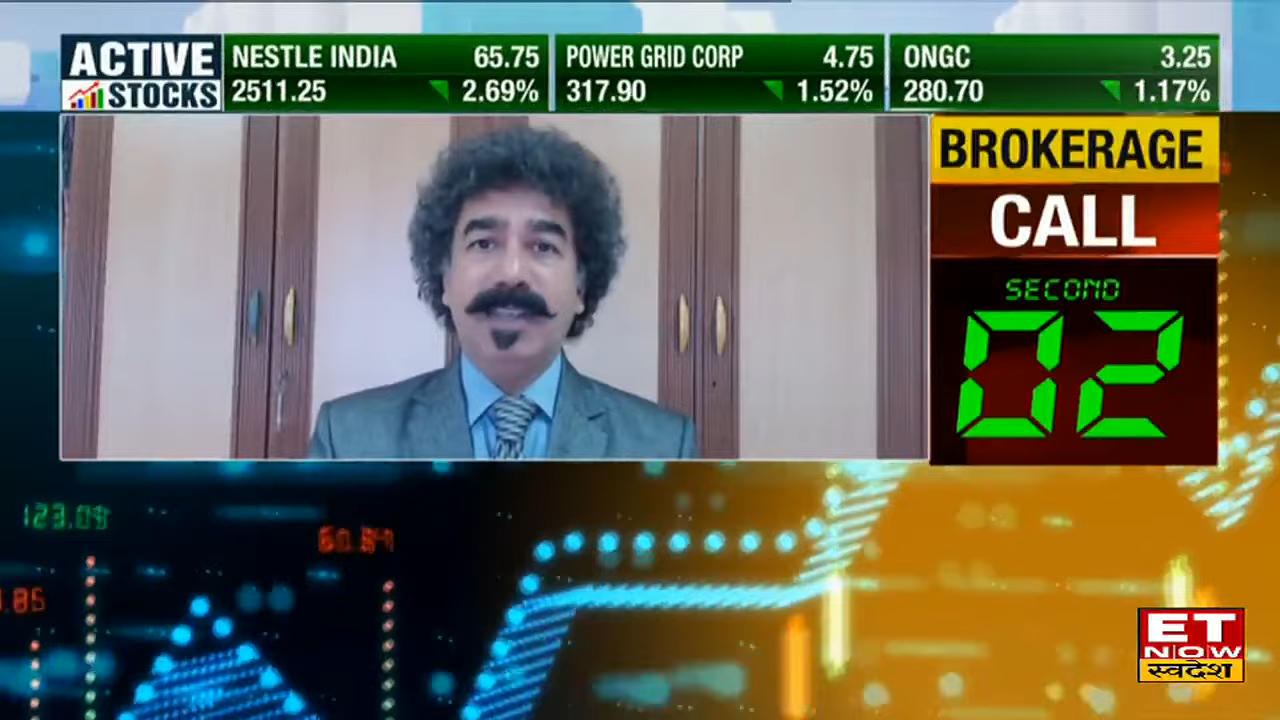 ACTIVE
STOCKS
NESTLE INDIA 65.75
2511.25 2.69%
POWER GRID CORP 4.75
317.90 1.52%
ONGC 3.25
280.70 1.17%
BROKERAGE
CALL
SECOND
02
123.09
60.84
.85
ET
NOW
स्वदेश